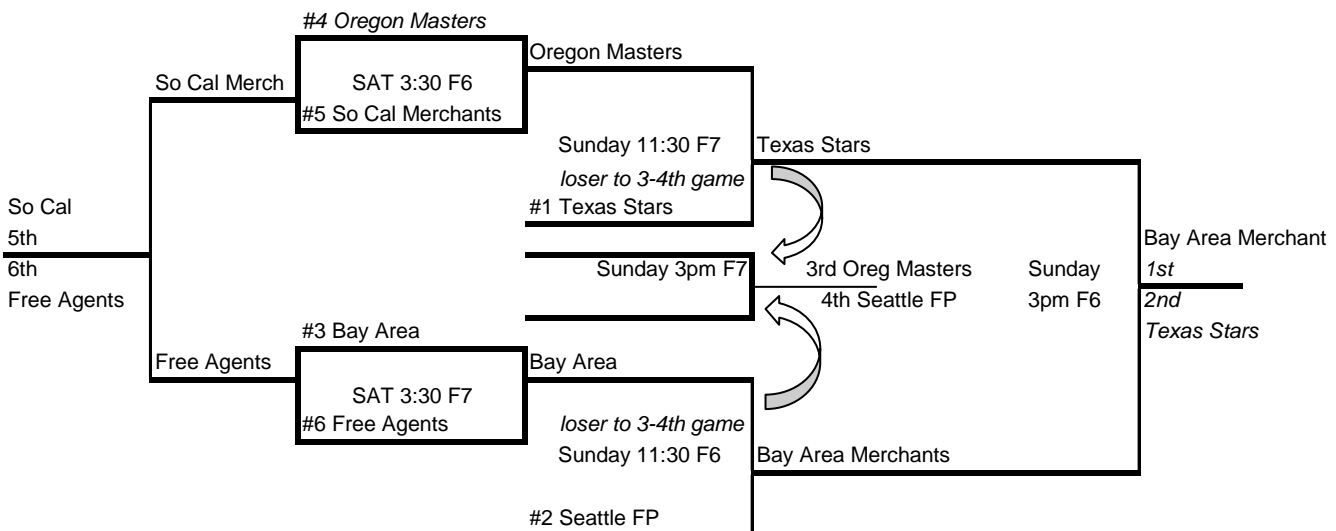 #4 Oregon Masters
Oregon Masters
So Cal Merch
SAT 3:30 F6
#5 So Cal Merchants
Sunday 11:30 F7
Texas Stars
loser to 3-4th game
So Cal
#1 Texas Stars
5th
Bay Area Merchant
6th
Sunday 3pm F7
3rd Oreg Masters
Sunday
1st
Free Agents
4th Seattle FP
3pm F6
2nd
#3 Bay Area
Texas Stars
Free Agents
Bay Area
SAT 3:30 F7
#6 Free Agents
loser to 3-4th game
Sunday 11:30 F6
Bay Area Merchants
#2 Seattle FP